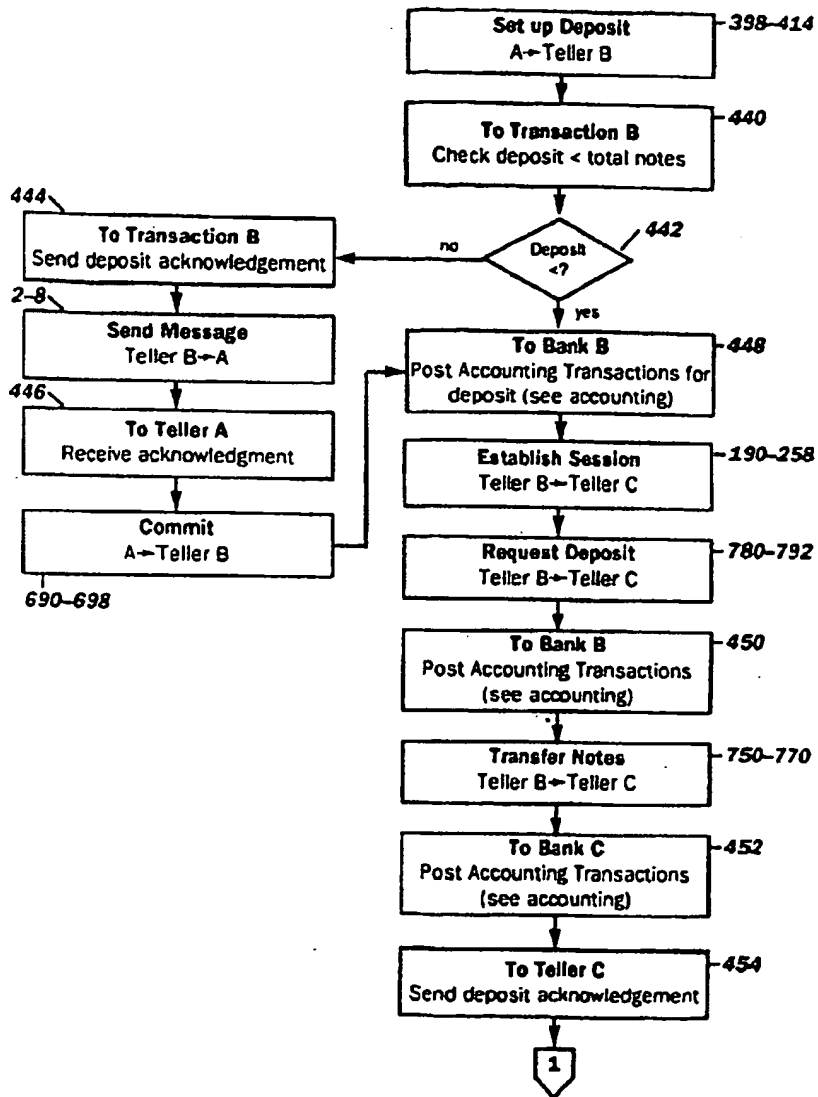 Set up Deposit
A→Teller B
398–414
To Transaction B
Check deposit < total notes
440
Deposit
<?
442
no
yes
444
To Transaction B
Send deposit acknowledgement
2–8
Send Message
Teller B→A
446
To Teller A
Receive acknowledgment
Commit
A→Teller B
690–698
To Bank B
Post Accounting Transactions for
deposit (see accounting)
448
Establish Session
Teller B→Teller C
190–258
Request Deposit
Teller B→Teller C
780–792
To Bank B
Post Accounting Transactions
(see accounting)
450
Transfer Notes
Teller B→Teller C
750–770
To Bank C
Post Accounting Transactions
(see accounting)
452
To Teller C
Send deposit acknowledgement
454
1